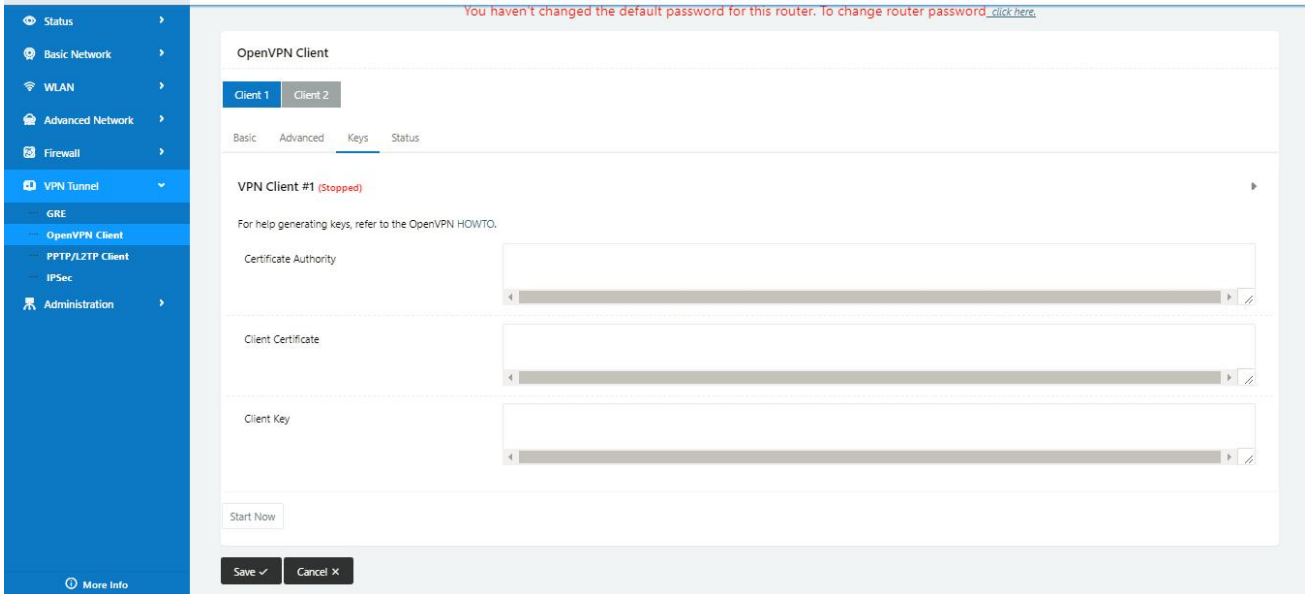 You haven't changed the default password for this router. To change router password click here.
Status
Basic Network
WLAN
Advanced Network
Firewall
VPN Tunnel
GRE
OpenVPN Client
PPTP/L2TP Client
IPSec
Administration
More Info
OpenVPN Client
Client 1 Client 2
Basic Advanced Keys Status
VPN Client #1 (Stopped)
For help generating keys, refer to the OpenVPN HOWTO.
Certificate Authority
Client Certificate
Client Key
Start Now
Save Cancel